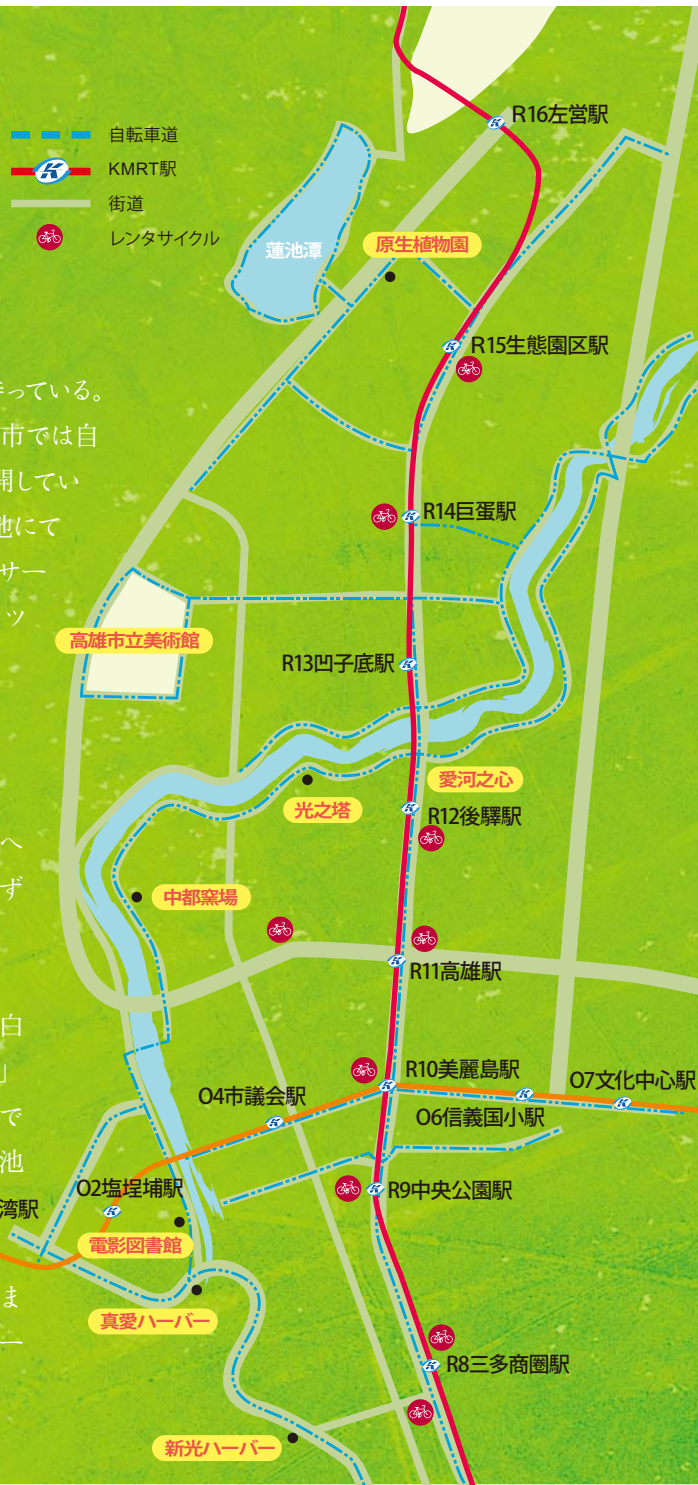 自転車道
KMRT駅
街道
レンタサイクル
R16左営駅
蓮池潭
原生植物園
R15生態園区駅
持っている。
市では自
開してい
地にて
サー
ツ
R14巨蛋駅
高雄市立美術館
R13凹子底駅
愛河之心
光之塔
R12後驛駅
へ
ず
中都窯場
R11高雄駅
白
」
で
池
R10美麗島駅
O7文化中心駅
O4市議会駅
O6信義国小駅
O2塩埕埔駅
R9中央公園駅
湾駅
電影図書館
真愛ハーバー
ま
ー
R8三多商圏駅
新光ハーバー